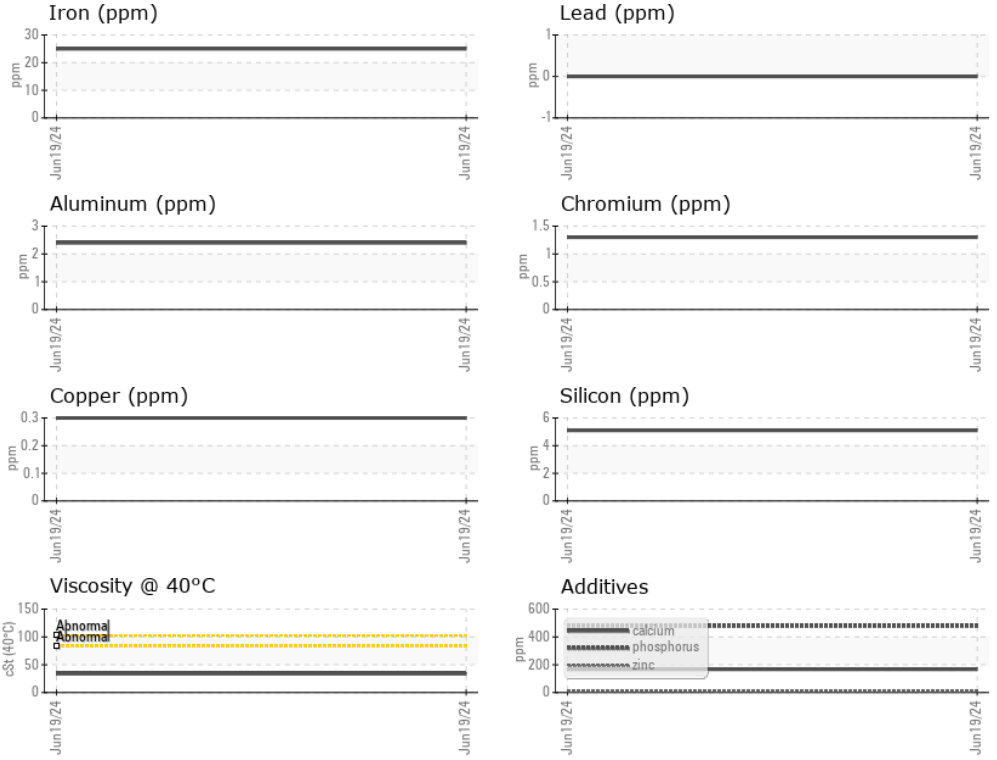 Iron (ppm)
30
20
10
0
ppm
Jun19/24
Jun19/24
Lead (ppm)
1
0
-1
ppm
Jun19/24
Jun19/24
Aluminum (ppm)
3
2
1
0
ppm
Jun19/24
Jun19/24
Chromium (ppm)
1.5
1
0.5
0
ppm
Jun19/24
Jun19/24
Copper (ppm)
0.3
0.2
0.1
0
ppm
Jun19/24
Jun19/24
Silicon (ppm)
6
4
2
0
ppm
Jun19/24
Jun19/24
Viscosity @ 40°C
150
100
50
0
cSt (40°C)
Abnormal
Abnormal
Jun19/24
Jun19/24
Additives
600
400
200
0
ppm
calcium
phosphorus
zinc
Jun19/24
Jun19/24